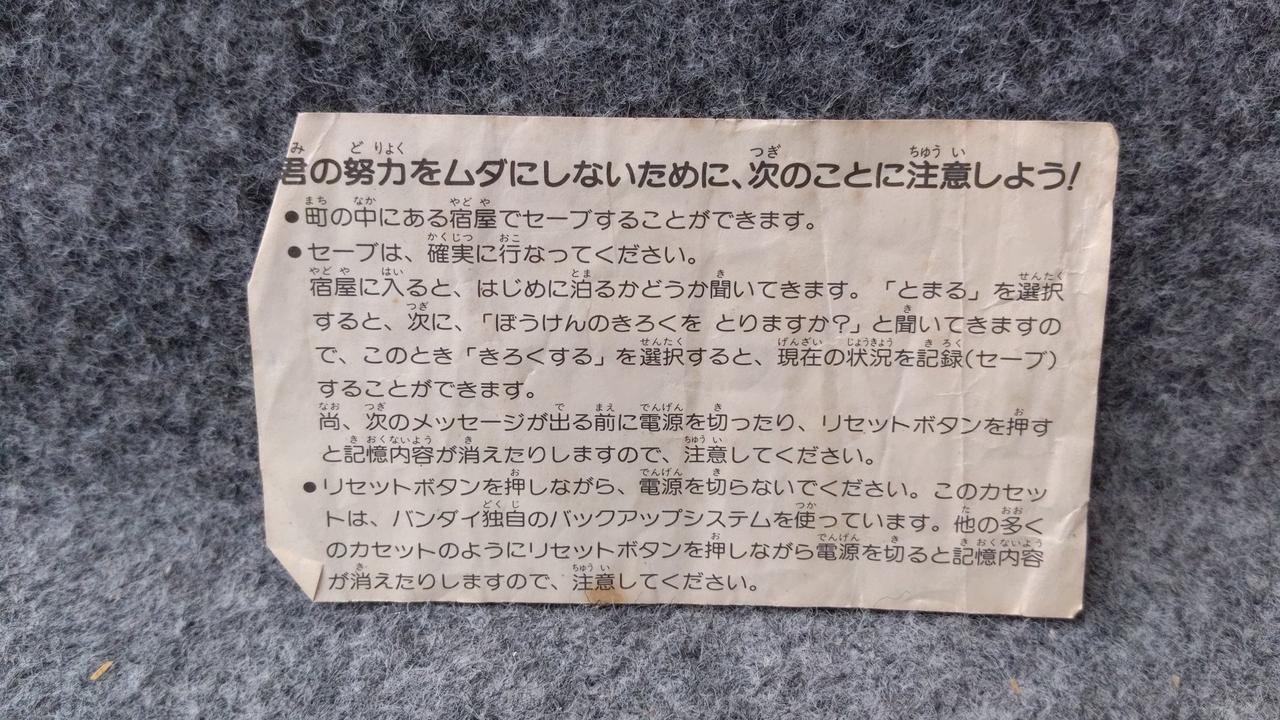 君の努力をムダにしないために、次のことに注意しよう!
●町の中にある宿屋でセーブすることができます。
●セーブは、確実に行なってください。
宿屋に入ると、はじめに泊るかどうか聞いてきます。「とまる」を選択
すると、次に、「ぼうけんのきろくを とりますか?」と聞いてきますの
で、このとき「きろくする」を選択すると、現在の状況を記録(セーブ)
することができます。
尚、次のメッセージが出る前に電源を切ったり、リセットボタンを押す
と記憶内容が消えたりしますので、注意してください。
●リセットボタンを押しながら、電源を切らないでください。このカセッ
トは、バンダイ独自のバックアップシステムを使っています。他の多く
のカセットのようにリセットボタンを押しながら電源を切ると記憶内容
が消えたりしますので、注意してください。